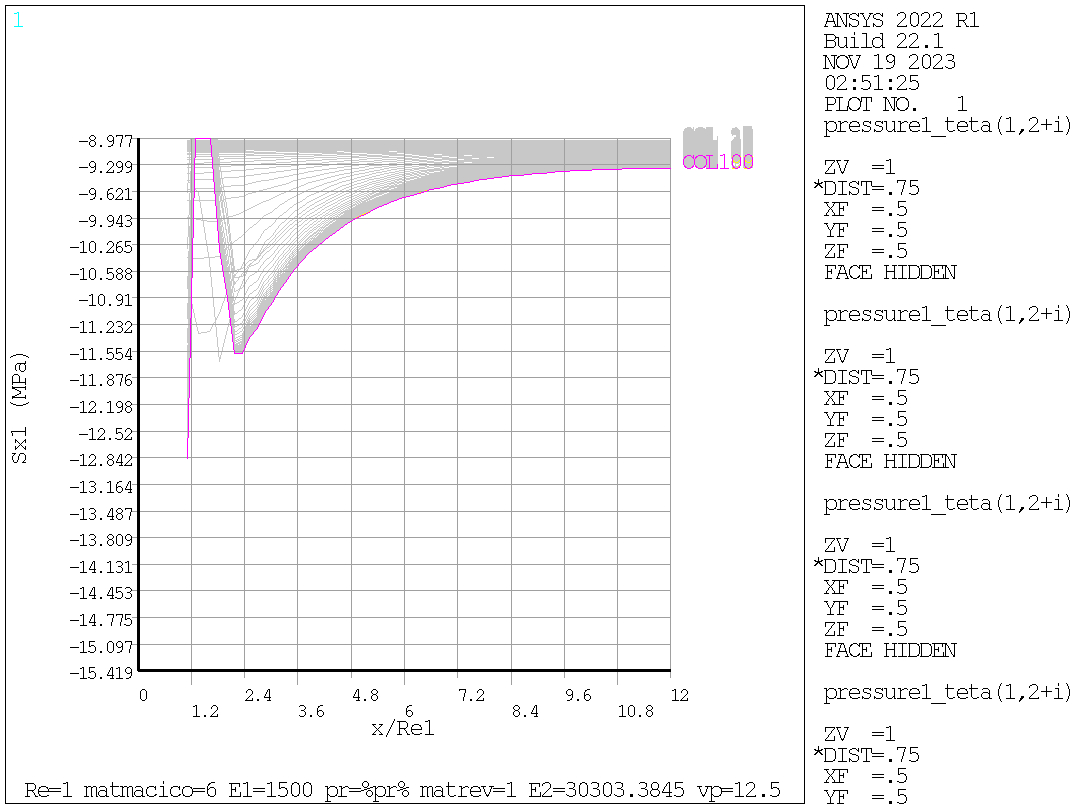 1
ANSYS 2022 R1
Build 22.1
NOV 19 2023
02:51:25
PLOT NO. 1
pressure1_teta(1,2+i)
ZV =1
*DIST=.75
XF =.5
YF =.5
ZF =.5
FACE HIDDEN
pressure1_teta(1,2+i)
ZV =1
*DIST=.75
XF =.5
YF =.5
ZF =.5
FACE HIDDEN
pressure1_teta(1,2+i)
ZV =1
*DIST=.75
XF =.5
YF =.5
ZF =.5
FACE HIDDEN
pressure1_teta(1,2+i)
ZV =1
*DIST=.75
XF =.5
YF =.5
COL100
-8.977
-9.299
-9.621
-9.943
-10.265
-10.588
-10.91
-11.232
-11.554
-11.876
-12.198
-12.52
-12.842
-13.164
-13.487
-13.809
-14.131
-14.453
-14.775
-15.097
-15.419
Sx1 (MPa)
0
1.2
2.4
3.6
4.8
6
7.2
8.4
9.6
10.8
12
x/Re1
Re=1 matmacico=6 E1=1500 pr=%pr% matrev=1 E2=30303.3845 vp=12.5